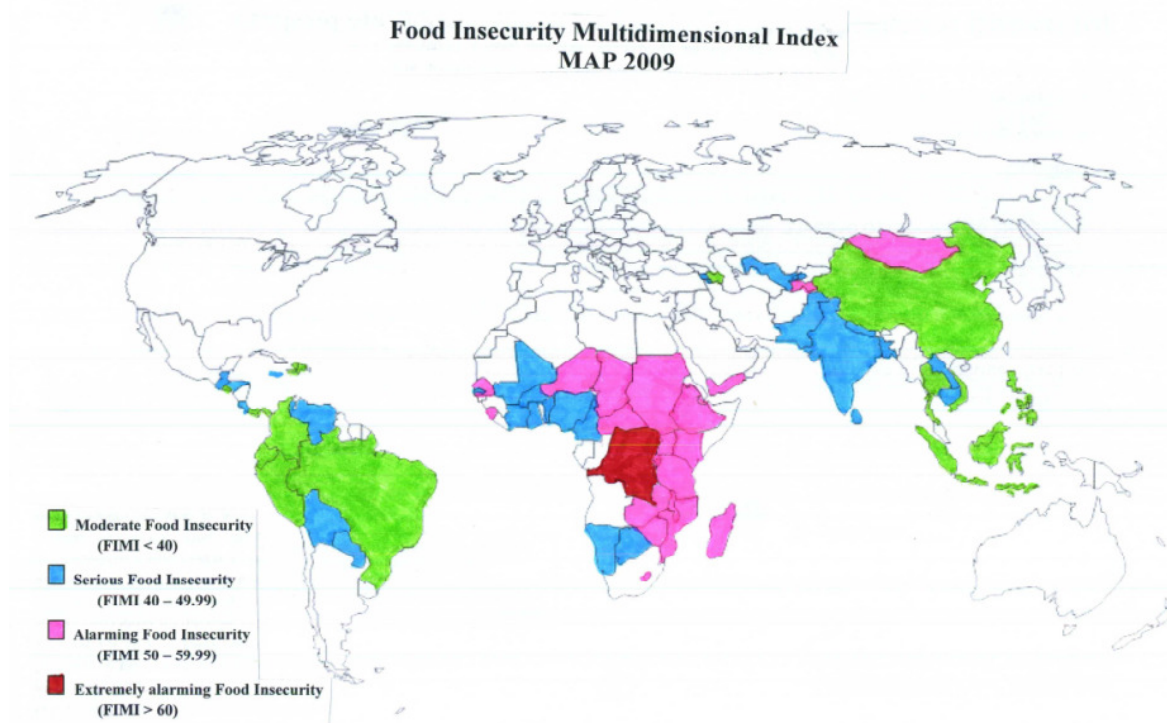 Food Insecurity Multidimensional Index
MAP 2009
Moderate Food Insecurity
(FIMI < 40)
Serious Food Insecurity
(FIMI 40 – 49.99)
Alarming Food Insecurity
(FIMI 50 – 59.99)
Extremely alarming Food Insecurity
(FIMI > 60)